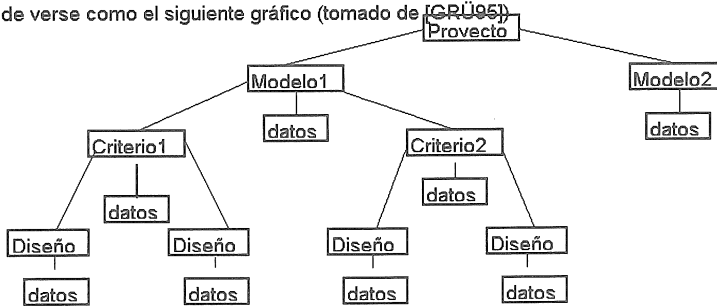 de verse como el siguiente gráfico (tomado de [GRÜ95])
Proyecto
Modelo1
Modelo2
datos
datos
Criterio1
Criterio2
datos
datos
Diseño
Diseño
Diseño
Diseño
datos
datos
datos
datos